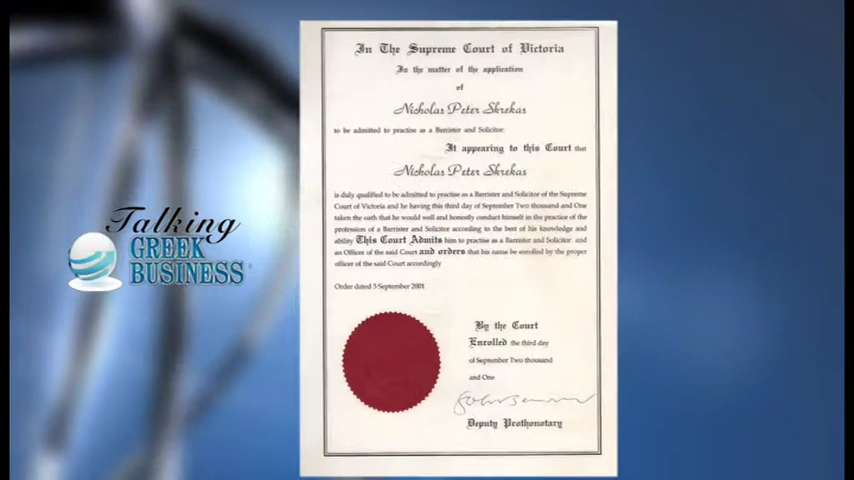 In The Supreme Court of Victoria
In the matter of the application
of
Nicholas Peter Skrekas
to be admitted to practise as a Barrister and Solicitor.
It appearing to this Court that
Nicholas Peter Skrekas
is duly qualified to be admitted to practise as a Barrister and Solicitor of the Supreme
Court of Victoria and he having this third day of September Two thousand and One
taken the oath that he would well and honestly conduct himself in the practice of the
profession of a Barrister and Solicitor according to the best of his knowledge and
ability This Court Admits him to practise as a Barrister and Solicitor and
an Officer of the said Court and orders that his name be enrolled by the proper
officer of the said Court accordingly
Order dated 3 September 2001
By the Court
Enrolled the third day
of September Two thousand
and One
Deputy Prothonotary
Talking
GREEK
BUSINESS